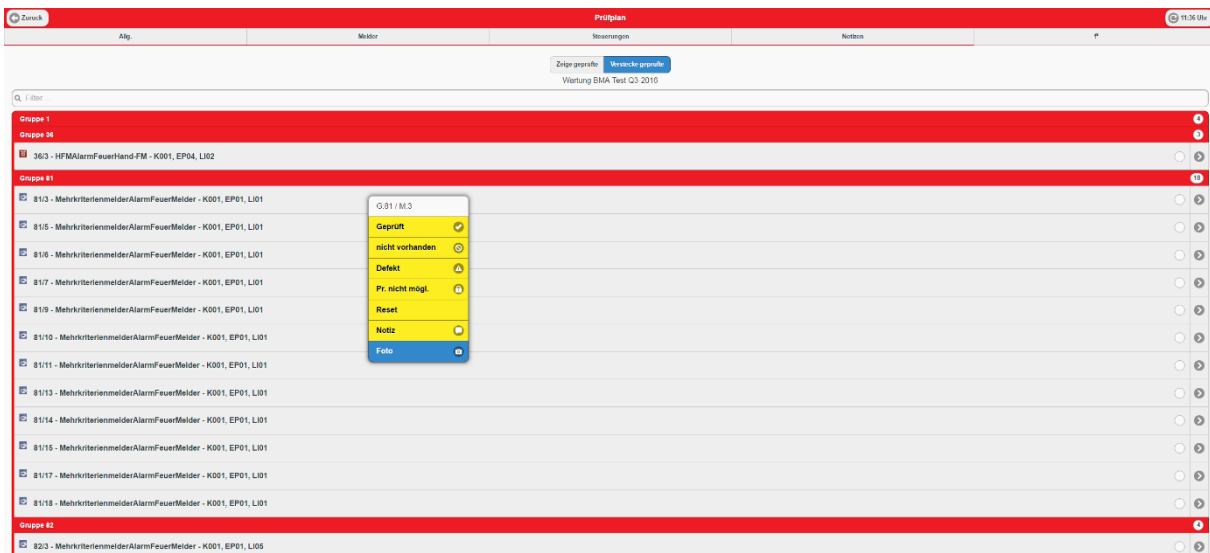 Zurück
Prüfplan
11:36 Uhr
Allg.
Melder
Steuerungen
Notizen
Zeige geprüfte
Verstecke geprüfte
Wartung BMA Test Q3-2016
Filter...
Gruppe 1
4
Gruppe 36
3
36/3 - HFMAlarmFeuerHand-FM - K001, EP04, LI02
Gruppe 81
18
81/3 - MehrkriterienmelderAlarmFeuerMelder - K001, EP01, LI01
81/5 - MehrkriterienmelderAlarmFeuerMelder - K001, EP01, LI01
81/6 - MehrkriterienmelderAlarmFeuerMelder - K001, EP01, LI01
81/7 - MehrkriterienmelderAlarmFeuerMelder - K001, EP01, LI01
81/9 - MehrkriterienmelderAlarmFeuerMelder - K001, EP01, LI01
81/10 - MehrkriterienmelderAlarmFeuerMelder - K001, EP01, LI01
81/11 - MehrkriterienmelderAlarmFeuerMelder - K001, EP01, LI01
81/13 - MehrkriterienmelderAlarmFeuerMelder - K001, EP01, LI01
81/14 - MehrkriterienmelderAlarmFeuerMelder - K001, EP01, LI01
81/15 - MehrkriterienmelderAlarmFeuerMelder - K001, EP01, LI01
81/17 - MehrkriterienmelderAlarmFeuerMelder - K001, EP01, LI01
81/18 - MehrkriterienmelderAlarmFeuerMelder - K001, EP01, LI01
G.81 / M.3
Geprüft
nicht vorhanden
Defekt
Pr. nicht mögl.
Reset
Notiz
Foto
Gruppe 82
4
82/3 - MehrkriterienmelderAlarmFeuerMelder - K001, EP01, LI05